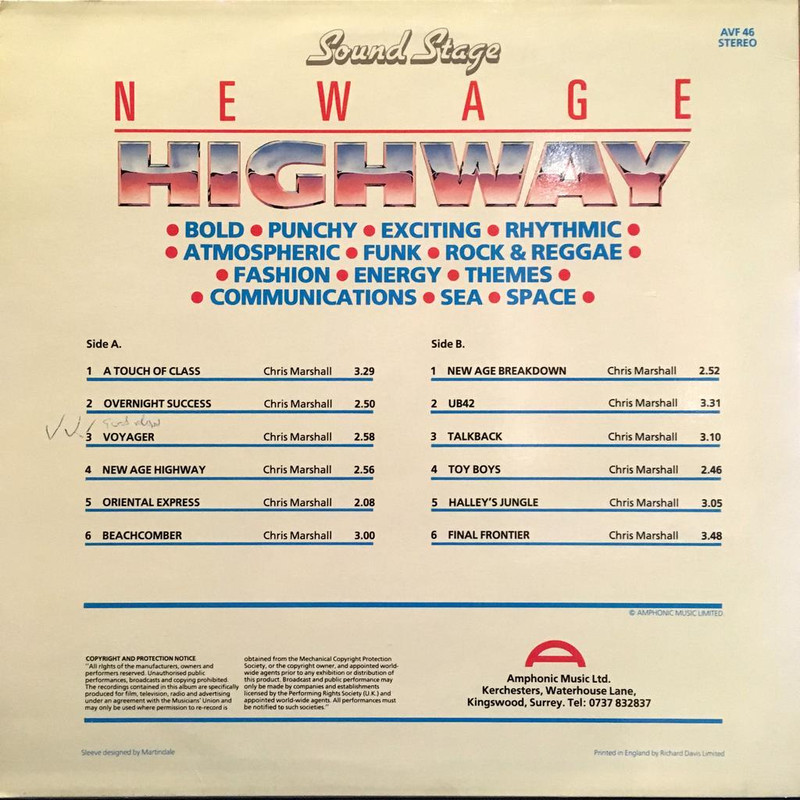 Sound Stage
AVF 46
STEREO
NEW AGE
HIGHWAY
• BOLD • PUNCHY • EXCITING • RHYTHMIC •
• ATMOSPHERIC • FUNK • ROCK & REGGAE •
• FASHION • ENERGY • THEMES •
• COMMUNICATIONS • SEA • SPACE •
Side A.
1 A TOUCH OF CLASS Chris Marshall 3.29
2 OVERNIGHT SUCCESS Chris Marshall 2.50
3 VOYAGER Chris Marshall 2.58
4 NEW AGE HIGHWAY Chris Marshall 2.56
5 ORIENTAL EXPRESS Chris Marshall 2.08
6 BEACHCOMBER Chris Marshall 3.00
Side B.
1 NEW AGE BREAKDOWN Chris Marshall 2.52
2 UB42 Chris Marshall 3.31
3 TALKBACK Chris Marshall 3.10
4 TOY BOYS Chris Marshall 2.46
5 HALLEY'S JUNGLE Chris Marshall 3.05
6 FINAL FRONTIER Chris Marshall 3.48
© AMPHONIC MUSIC LIMITED
COPYRIGHT AND PROTECTION NOTICE
"All rights of the manufacturers, owners and
performers reserved. Unauthorised public
performances, broadcasts and copying prohibited.
The recordings contained in this album are specifically
produced for film, television, radio and advertising
under an agreement with the Musicians' Union and
may only be used where permission to re-record is
obtained from the Mechanical Copyright Protection
Society, or the copyright owner, and appointed world-
wide agents prior to any exhibition or distribution of
this product. Broadcast and public performance may
only be made by companies and establishments
licensed by the Performing Rights Society (U.K.) and
appointed world-wide agents. All performances must
be notified to such societies."
Amphonic Music Ltd.
Kerchesters, Waterhouse Lane,
Kingswood, Surrey. Tel: 0737 832837
Sleeve designed by Martindale
Printed in England by Richard Davis Limited